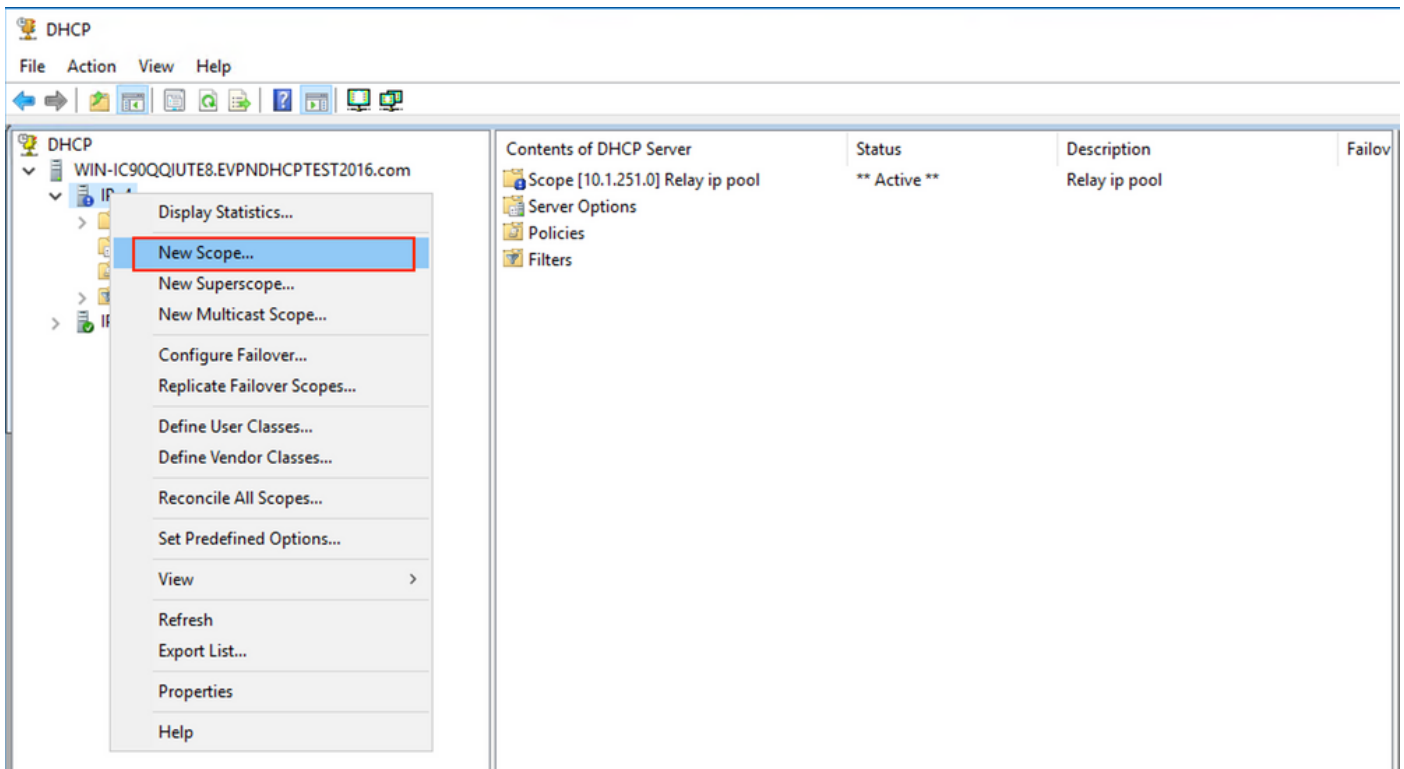 DHCP
File Action View Help
DHCP
WIN-IC90QQIUTE8.EVPNDHCPTEST2016.com
Display Statistics...
New Scope...
New Superscope...
New Multicast Scope...
Configure Failover...
Replicate Failover Scopes...
Define User Classes...
Define Vendor Classes...
Reconcile All Scopes...
Set Predefined Options...
View
Refresh
Export List...
Properties
Help
Contents of DHCP Server Status Description Failov
Scope [10.1.251.0] Relay ip pool ** Active ** Relay ip pool
Server Options
Policies
Filters